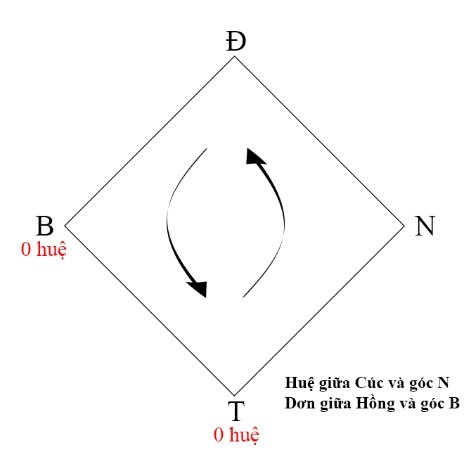 Đ
B
0 huệ
N
Huệ giữa Cúc và góc N
Dơn giữa Hồng và góc B
T
0 huệ